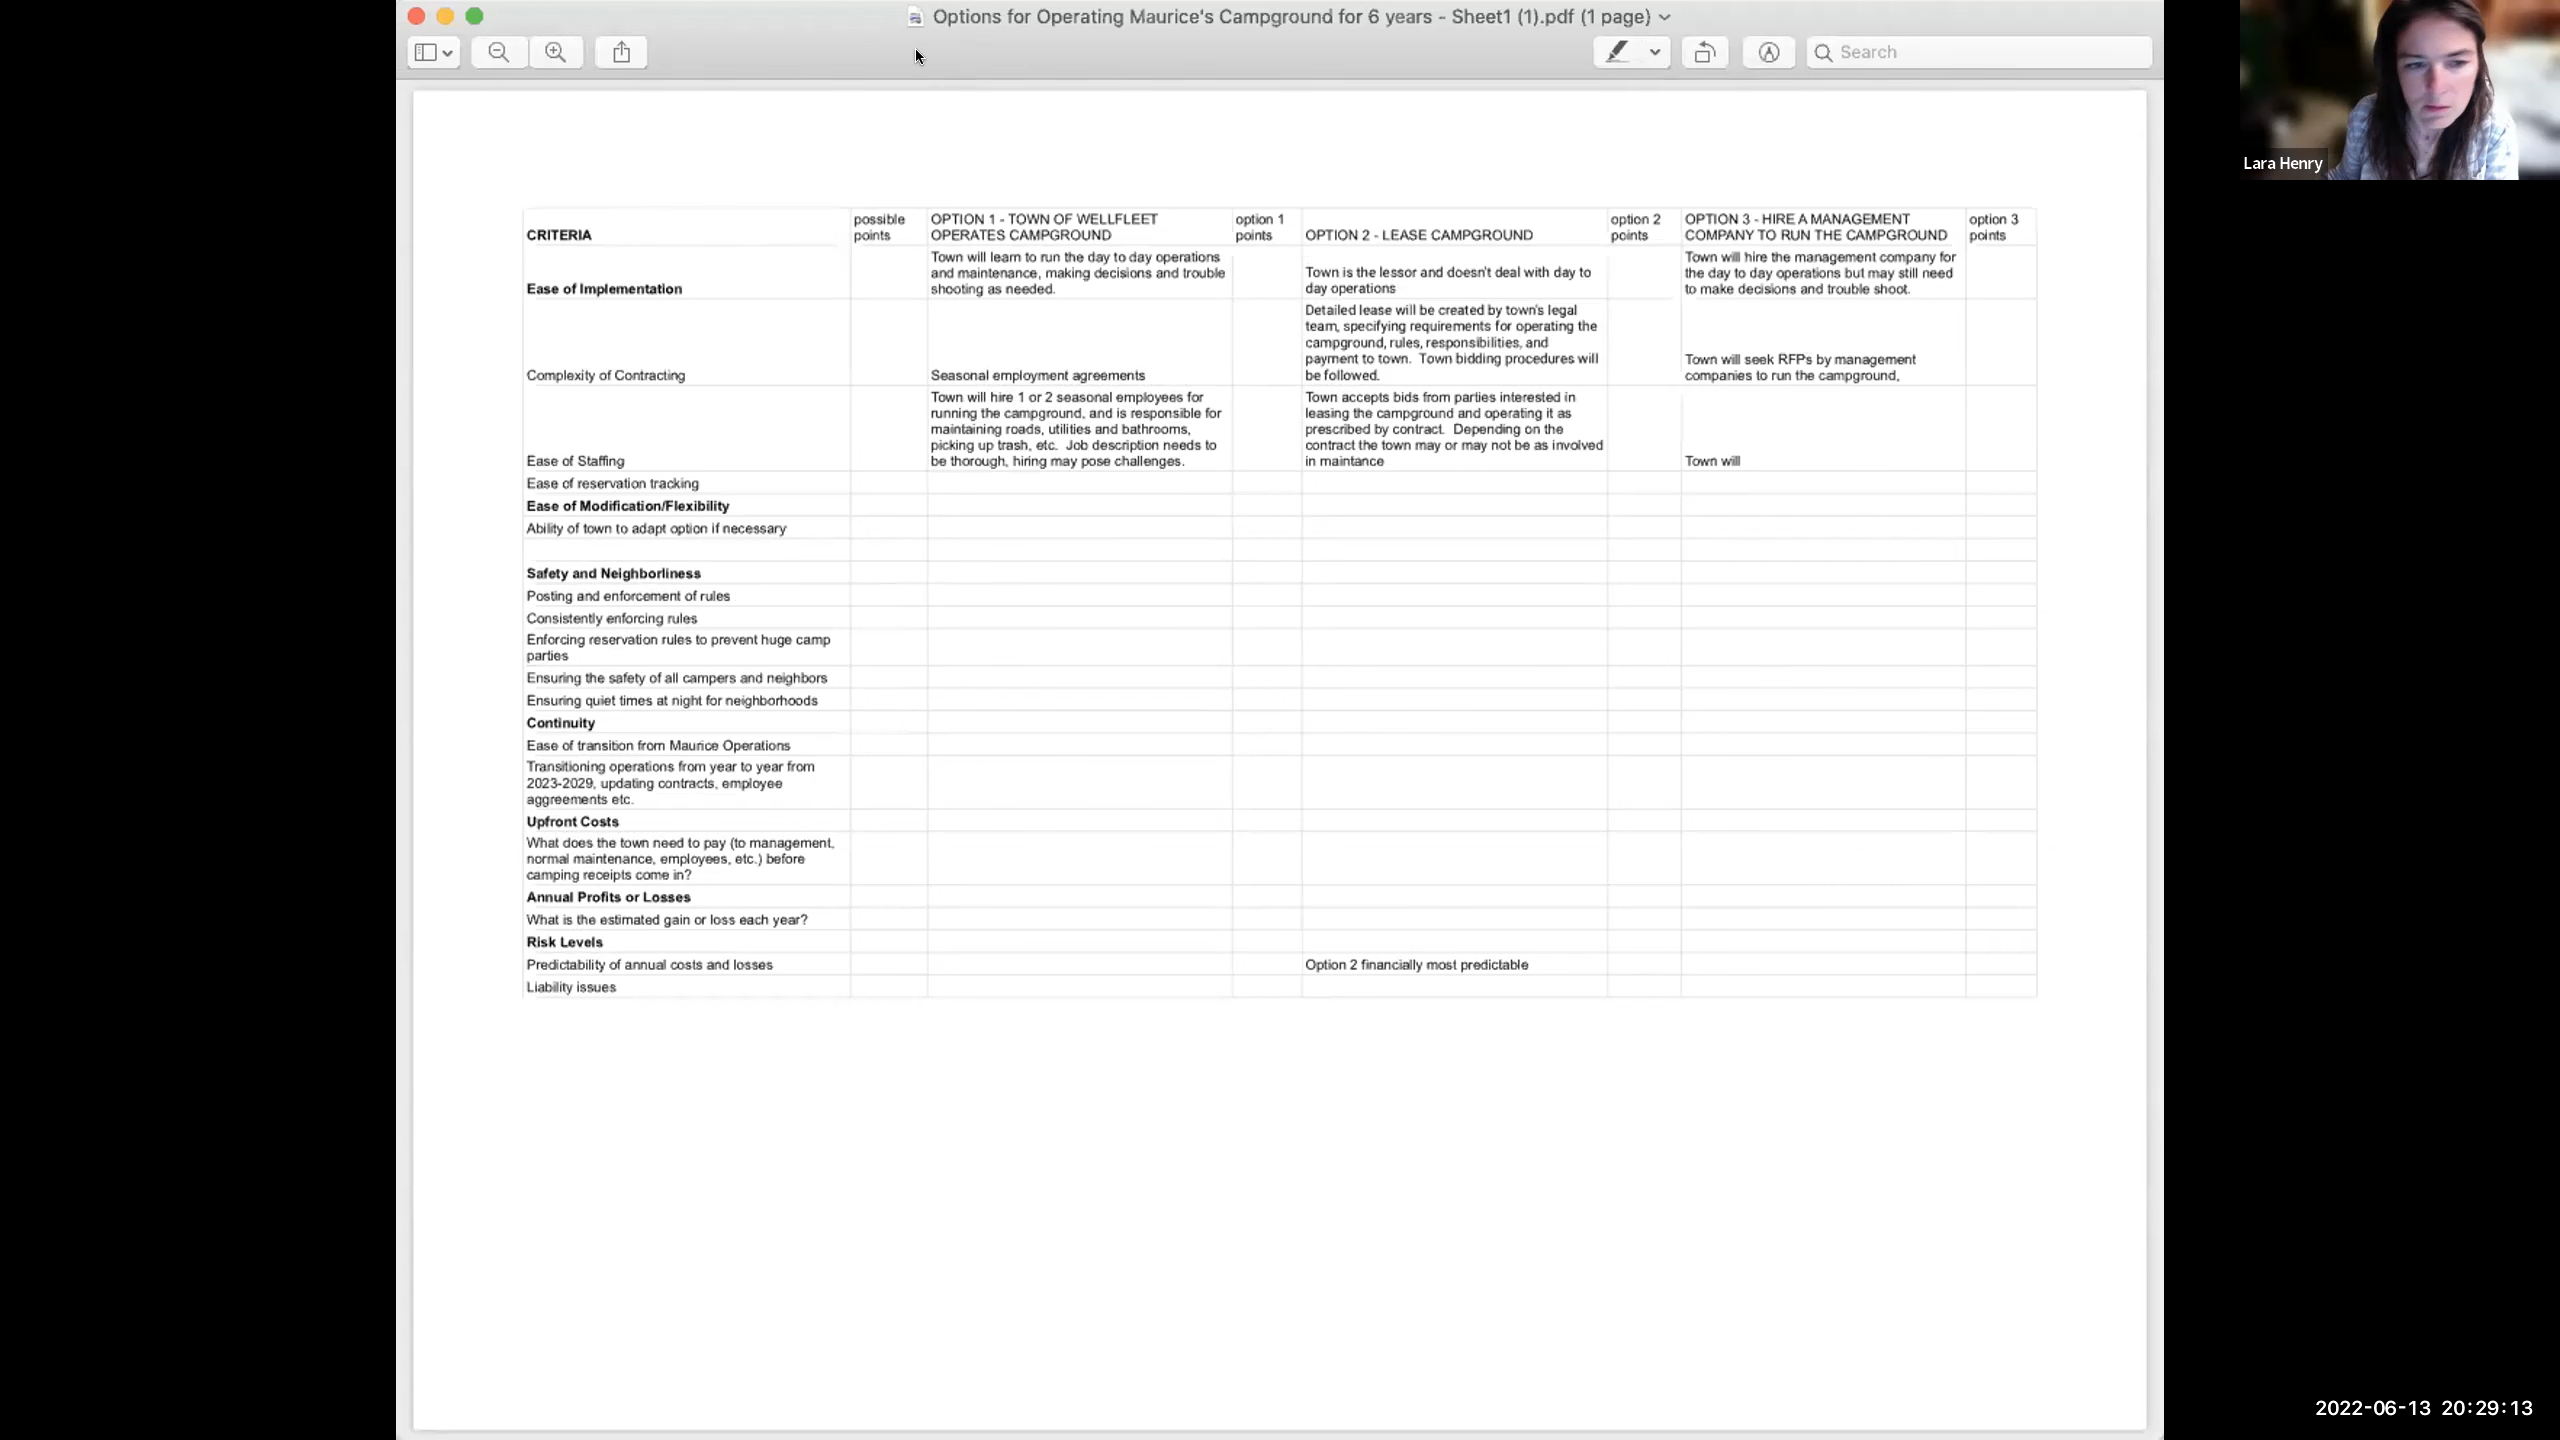 Options for Operating Maurice's Campground for 6 years - Sheet1 (1).pdf (1 page)
Search
Lara Henry
CRITERIA
possible
points
OPTION 1 - TOWN OF WELLFLEET
OPERATES CAMPGROUND
option 1
points
OPTION 2 - LEASE CAMPGROUND
option 2
points
OPTION 3 - HIRE A MANAGEMENT
COMPANY TO RUN THE CAMPGROUND
option 3
points
Ease of Implementation
Town will learn to run the day to day operations
and maintenance, making decisions and trouble
shooting as needed.
Town is the lessor and doesn't deal with day to
day operations
Town will hire the management company for
the day to day operations but may still need
to make decisions and trouble shoot.
Complexity of Contracting
Seasonal employment agreements
Detailed lease will be created by town's legal
team, specifying requirements for operating the
campground, rules, responsibilities, and
payment to town. Town bidding procedures will
be followed.
Town will seek RFPs by management
companies to run the campground,
Ease of Staffing
Town will hire 1 or 2 seasonal employees for
running the campground, and is responsible for
maintaining roads, utilities and bathrooms,
picking up trash, etc. Job description needs to
be thorough, hiring may pose challenges.
Town accepts bids from parties interested in
leasing the campground and operating it as
prescribed by contract. Depending on the
contract the town may or may not be as involved
in maintance
Town will
Ease of reservation tracking
Ease of Modification/Flexibility
Ability of town to adapt option if necessary
Safety and Neighborliness
Posting and enforcement of rules
Consistently enforcing rules
Enforcing reservation rules to prevent huge camp
parties
Ensuring the safety of all campers and neighbors
Ensuring quiet times at night for neighborhoods
Continuity
Ease of transition from Maurice Operations
Transitioning operations from year to year from
2023-2029, updating contracts, employee
aggreements etc.
Upfront Costs
What does the town need to pay (to management,
normal maintenance, employees, etc.) before
camping receipts come in?
Annual Profits or Losses
What is the estimated gain or loss each year?
Risk Levels
Predictability of annual costs and losses
Option 2 financially most predictable
Liability issues
2022-06-13 20:29:13